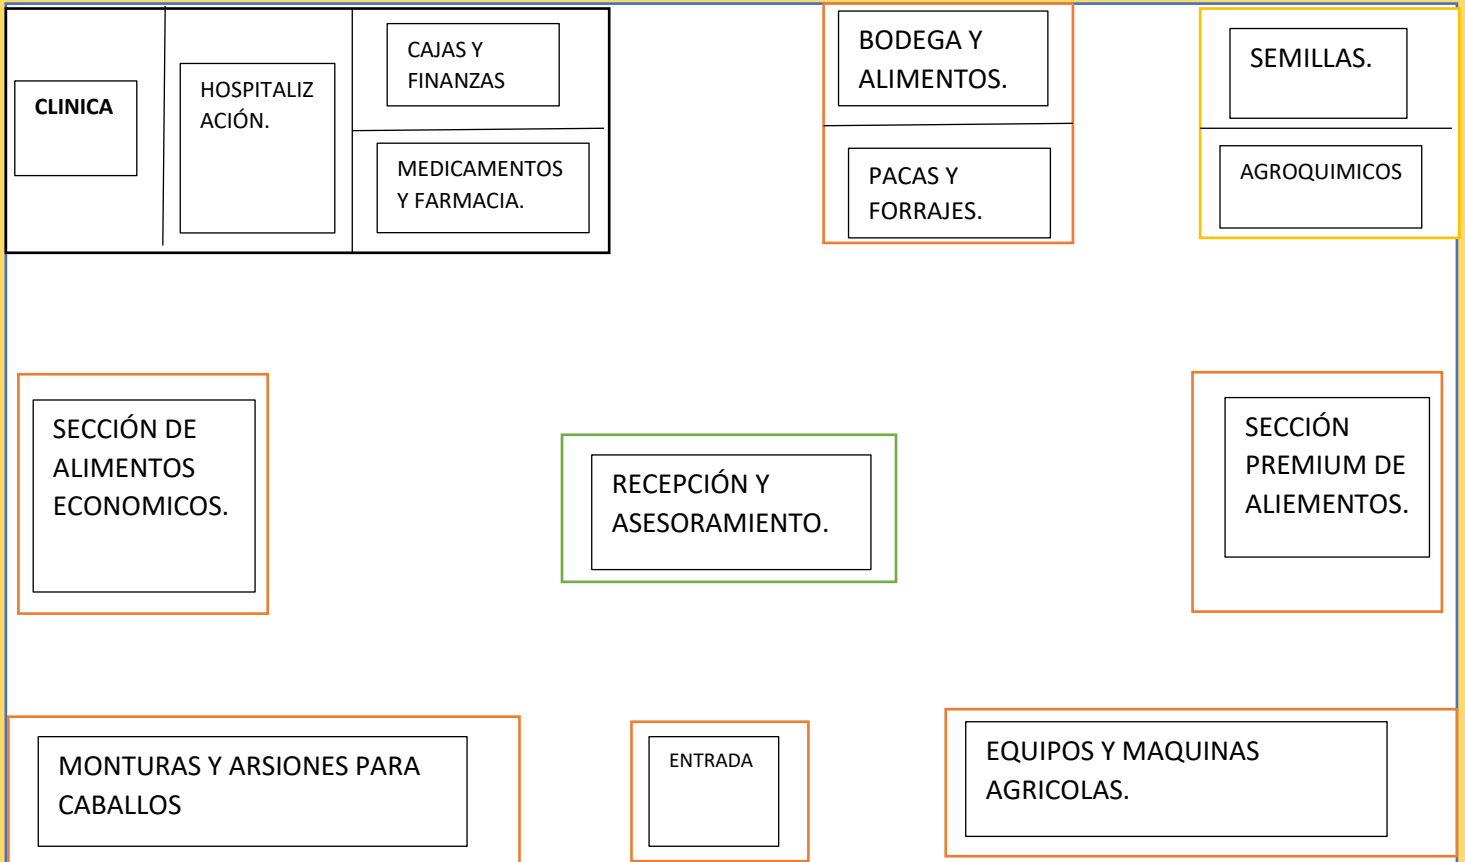 CLINICA
HOSPITALIZ
ACIÓN.
CAJAS Y
FINANZAS
MEDICAMENTOS
Y FARMACIA.
BODEGA Y
ALIMENTOS.
PACAS Y
FORRAJES.
SEMILLAS.
AGROQUIMICOS
SECCIÓN DE
ALIMENTOS
ECONOMICOS.
RECEPCIÓN Y
ASESORAMIENTO.
SECCIÓN
PREMIUM DE
ALIEMENTOS.
MONTURAS Y ARSIONES PARA
CABALLOS
ENTRADA
EQUIPOS Y MAQUINAS
AGRICOLAS.